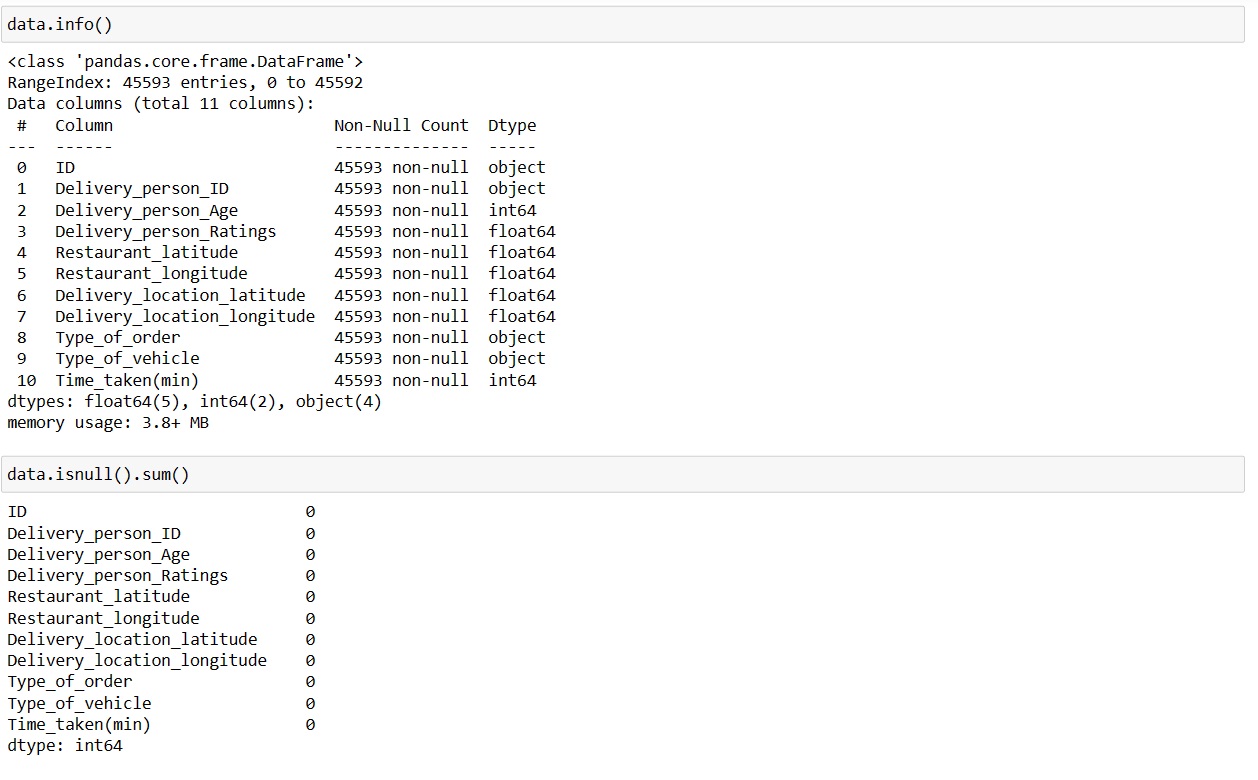 data.info()
<class 'pandas.core.frame.DataFrame'>
RangeIndex: 45593 entries, 0 to 45592
Data columns (total 11 columns):
 #   Column                       Non-Null Count  Dtype
---  ------                       --------------  -----
 0   ID                           45593 non-null  object
 1   Delivery_person_ID           45593 non-null  object
 2   Delivery_person_Age          45593 non-null  int64
 3   Delivery_person_Ratings      45593 non-null  float64
 4   Restaurant_latitude          45593 non-null  float64
 5   Restaurant_longitude         45593 non-null  float64
 6   Delivery_location_latitude   45593 non-null  float64
 7   Delivery_location_longitude  45593 non-null  float64
 8   Type_of_order                45593 non-null  object
 9   Type_of_vehicle              45593 non-null  object
 10  Time_taken(min)              45593 non-null  int64
dtypes: float64(5), int64(2), object(4)
memory usage: 3.8+ MB
data.isnull().sum()
ID                             0
Delivery_person_ID             0
Delivery_person_Age            0
Delivery_person_Ratings        0
Restaurant_latitude            0
Restaurant_longitude           0
Delivery_location_latitude     0
Delivery_location_longitude    0
Type_of_order                  0
Type_of_vehicle                0
Time_taken(min)                0
dtype: int64